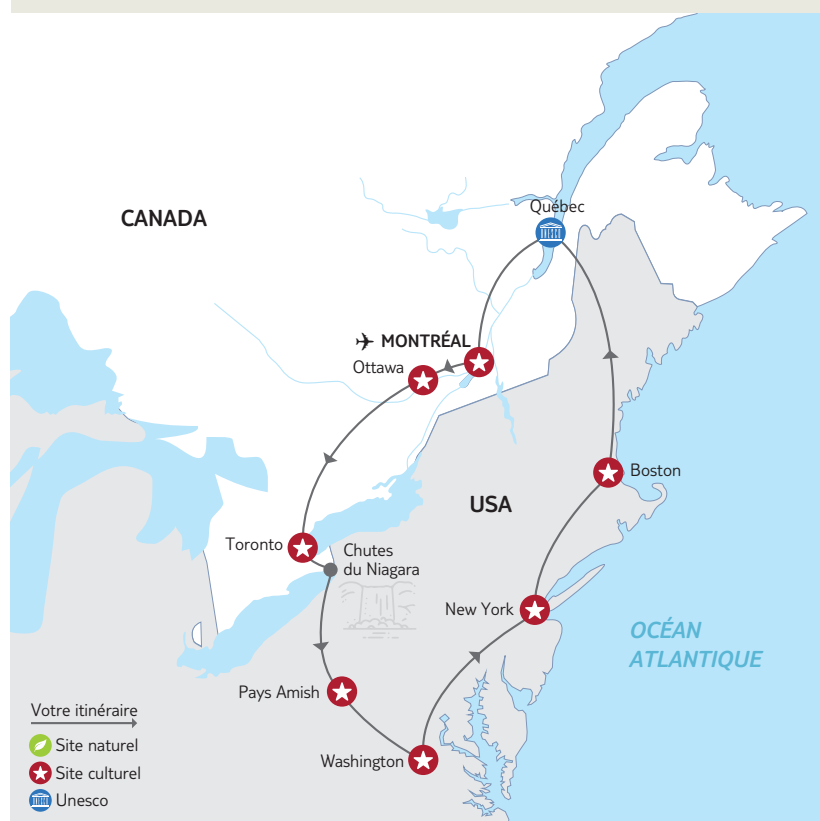 Québec
CANADA
MONTRÉAL
Ottawa
Boston
USA
Toronto
Chutes
du Niagara
New York
OCÉAN
ATLANTIQUE
Pays Amish
Votre itinéraire
Site naturel
Washington
Site culturel
Unesco